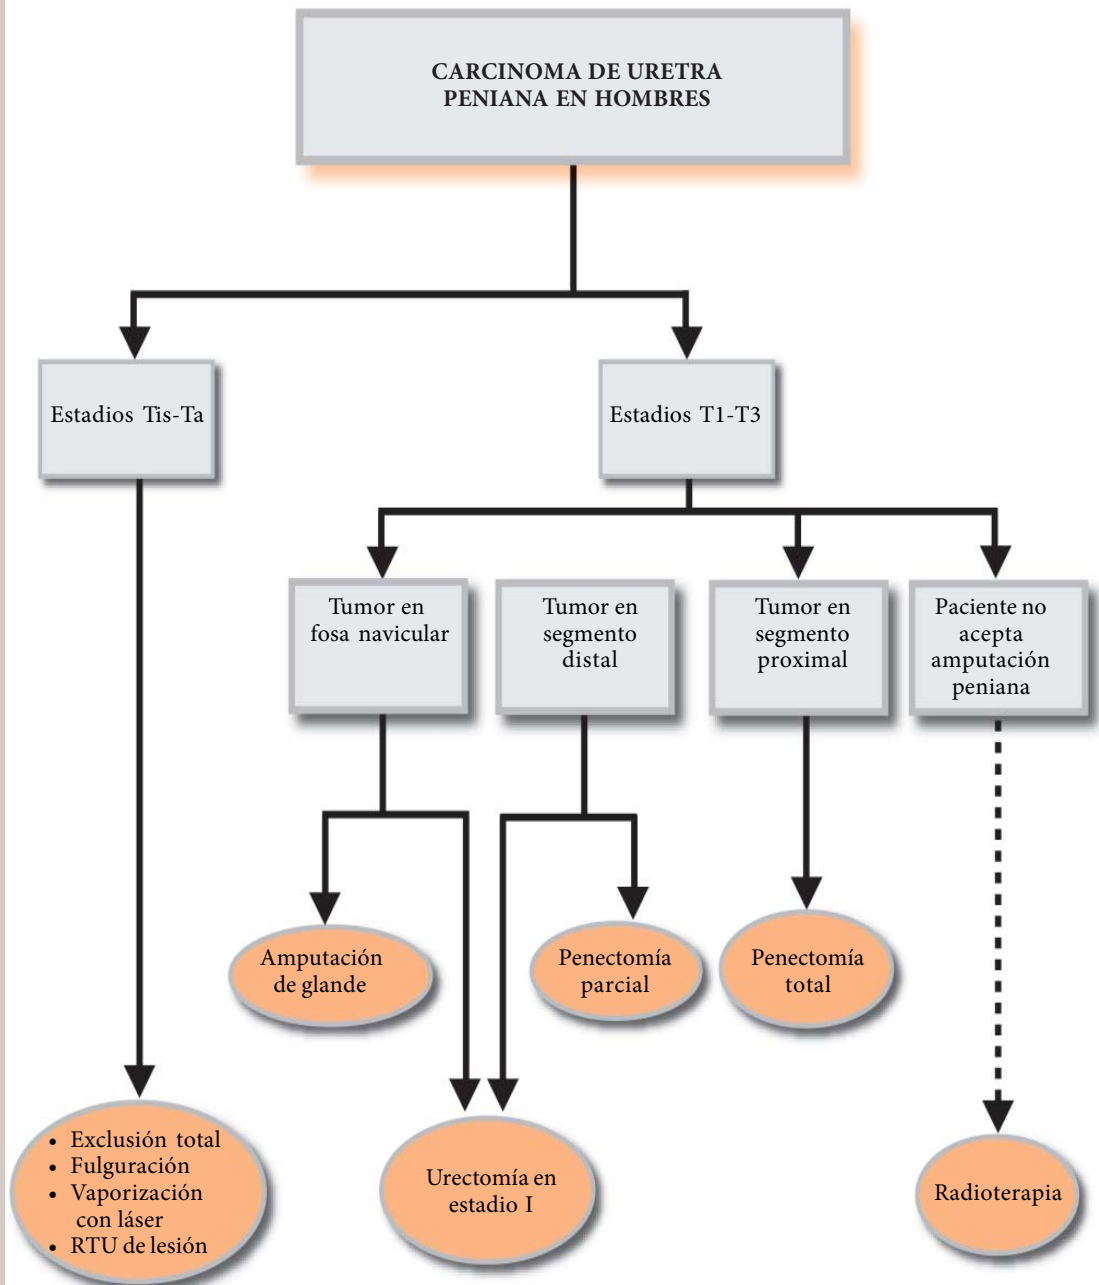 CARCINOMA DE URETRA
PENIANA EN HOMBRES
Estadios Tis-Ta
Estadios T1-T3
Tumor en
fosa navicular
Tumor en
segmento
distal
Tumor en
segmento
proximal
Paciente no
acepta
amputación
peniana
Amputación
de glande
Penectomía
parcial
Penectomía
total
• Exclusión total
• Fulguración
• Vaporización
con láser
• RTU de lesión
Urectomía en
estadio I
Radioterapia